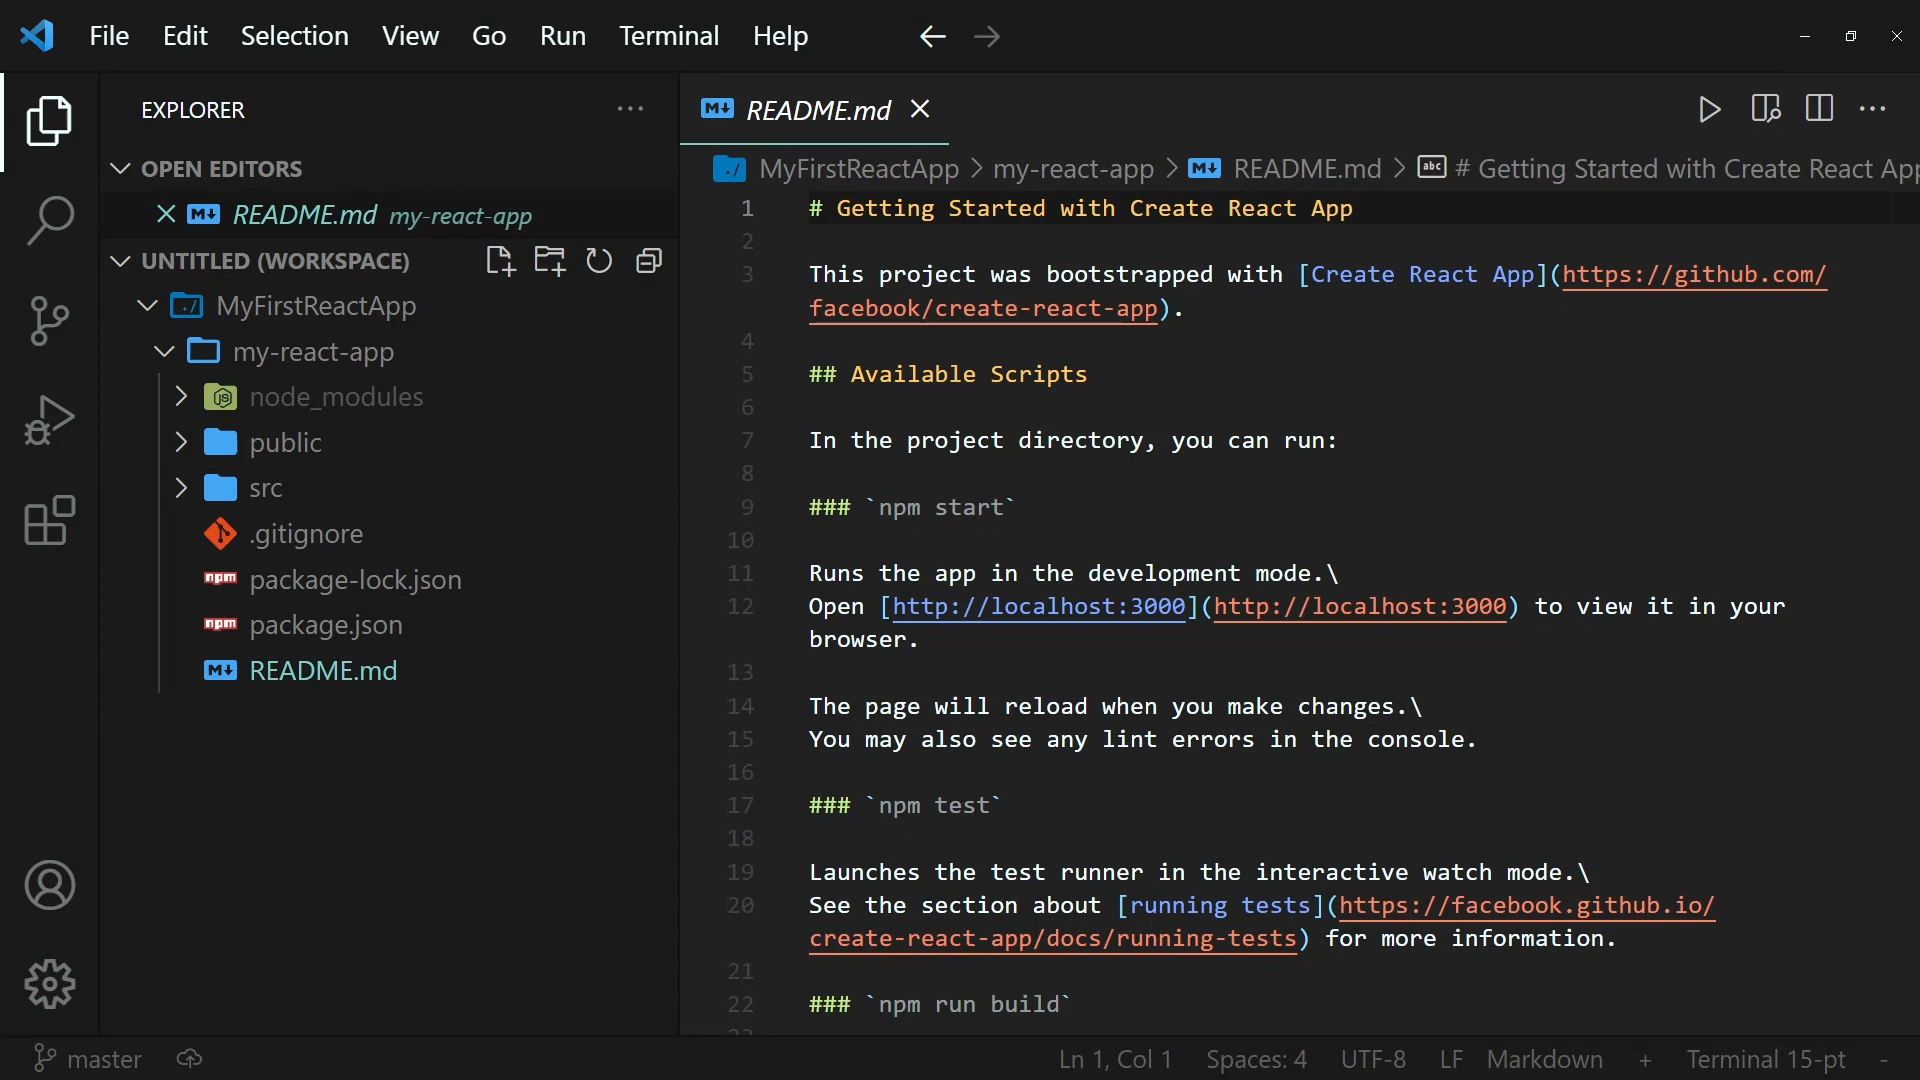 File Edit Selection View Go Run Terminal Help
EXPLORER
OPEN EDITORS
README.md my-react-app
UNTITLED (WORKSPACE)
MyFirstReactApp
my-react-app
node_modules
public
src
.gitignore
package-lock.json
package.json
README.md
README.md
MyFirstReactApp > my-react-app > README.md > # Getting Started with Create React App
1 # Getting Started with Create React App
2
3 This project was bootstrapped with [Create React App](https://github.com/
facebook/create-react-app).
4
5 ## Available Scripts
6
7 In the project directory, you can run:
8
9 ### `npm start`
10
11 Runs the app in the development mode.\
12 Open [http://localhost:3000](http://localhost:3000) to view it in your
browser.
13
14 The page will reload when you make changes.\
15 You may also see any lint errors in the console.
16
17 ### `npm test`
18
19 Launches the test runner in the interactive watch mode.\
20 See the section about [running tests](https://facebook.github.io/
create-react-app/docs/running-tests) for more information.
21
22 ### `npm run build`
master
Ln 1, Col 1 Spaces: 4 UTF-8 LF Markdown + Terminal 15-pt -